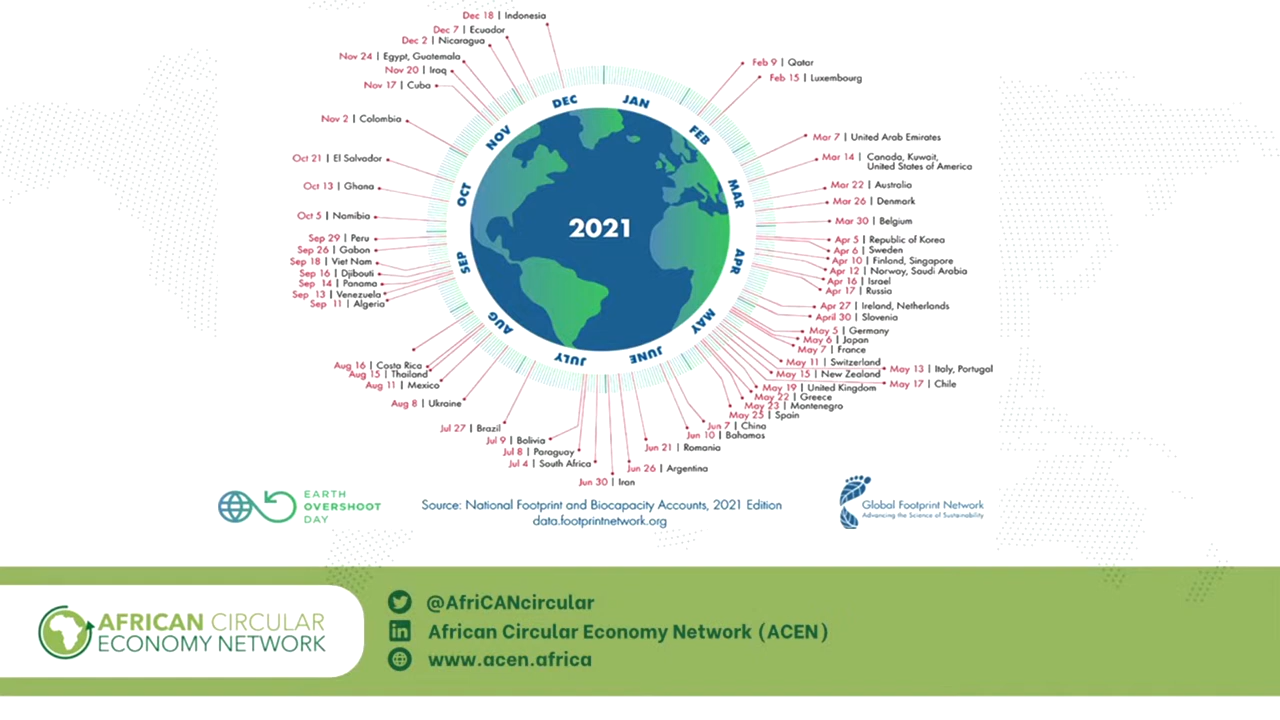 Dec 18 | Indonesia
Dec 7 | Ecuador
Dec 2 | Nicaragua
Nov 24 | Egypt, Guatemala
Nov 20 | Iraq
Nov 17 | Cuba
Nov 2 | Colombia
Oct 21 | El Salvador
Oct 13 | Ghana
Oct 5 | Namibia
Sep 29 | Peru
Sep 26 | Gabon
Sep 18 | Viet Nam
Sep 16 | Djibouti
Sep 14 | Panama
Sep 13 | Venezuela
Sep 11 | Algeria
Aug 16 | Costa Rica
Aug 15 | Thailand
Aug 11 | Mexico
Aug 8 | Ukraine
Jul 27 | Brazil
Jul 9 | Bolivia
Jul 8 | Paraguay
Jul 4 | South Africa
Jun 30 | Iran
Feb 9 | Qatar
Feb 15 | Luxembourg
Mar 7 | United Arab Emirates
Mar 14 | Canada, Kuwait,
United States of America
Mar 22 | Australia
Mar 26 | Denmark
Mar 30 | Belgium
Apr 5 | Republic of Korea
Apr 6 | Sweden
Apr 10 | Finland, Singapore
Apr 12 | Norway, Saudi Arabia
Apr 16 | Israel
Apr 17 | Russia
Apr 27 | Ireland, Netherlands
April 30 | Slovenia
May 5 | Germany
May 6 | Japan
May 7 | France
May 11 | Switzerland
May 13 | Italy, Portugal
May 15 | New Zealand
May 17 | Chile
May 19 | United Kingdom
May 22 | Greece
May 23 | Montenegro
May 25 | Spain
Jun 7 | China
Jun 10 | Bahamas
Jun 21 | Romania
Jun 26 | Argentina
JAN
FEB
MAR
APR
MAY
JUNE
JULY
AUG
SEP
OCT
NOV
DEC
2021
EARTH
OVERSHOOT
DAY
Source: National Footprint and Biocapacity Accounts, 2021 Edition
data.footprintnetwork.org
Global Footprint Network
Advancing the Science of Sustainability
AFRICAN CIRCULAR
ECONOMY NETWORK
@AfriCANcircular
African Circular Economy Network (ACEN)
www.acen.africa